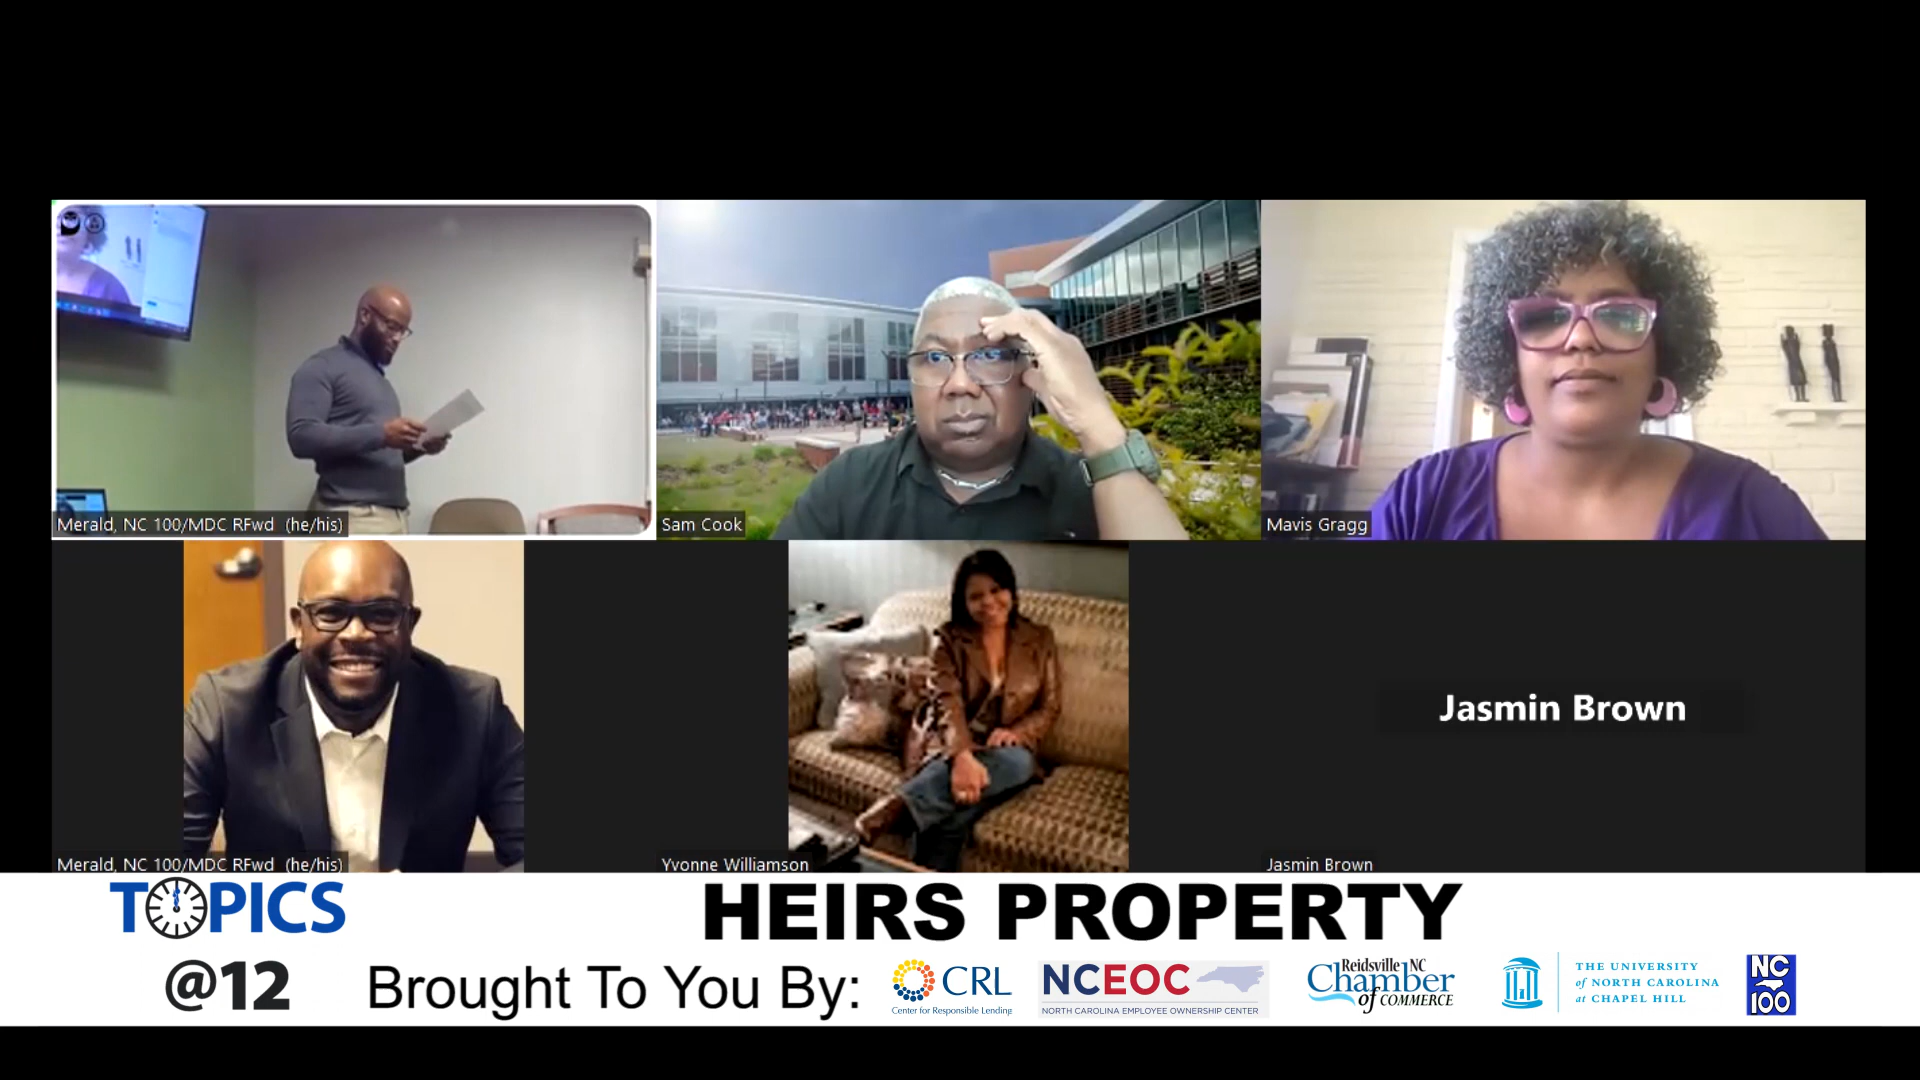 Merald, NC 100/MDC RFwd (he/his)
Sam Cook
Mavis Gragg
Jasmin Brown
Merald, NC 100/MDC RFwd (he/his)
Yvonne Williamson
Jasmin Brown
TOPICS
@12
HEIRS PROPERTY
Brought To You By:
CRL
Center for Responsible Lending
NCEOC
NORTH CAROLINA EMPLOYEE OWNERSHIP CENTER
Reidsville NC
Chamber
of COMMERCE
THE UNIVERSITY
of NORTH CAROLINA
at CHAPEL HILL
NC
100